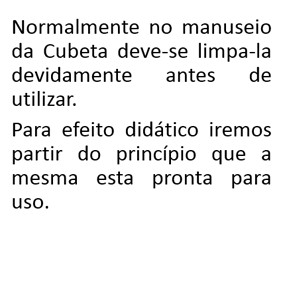 Normalmente no manuseio
da Cubeta deve-se limpa-la
devidamente antes de
utilizar.
Para efeito didático iremos
partir do princípio que a
mesma esta pronta para
uso.